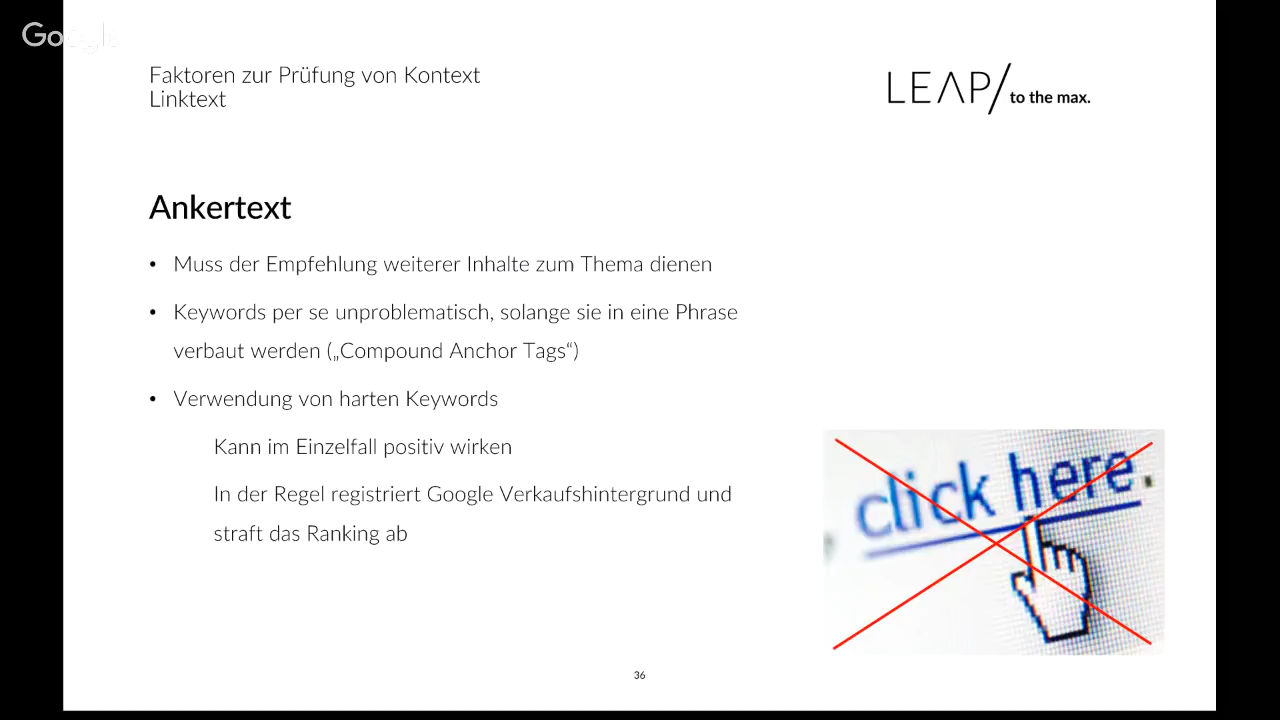 Google
Faktoren zur Prüfung von Kontext
Linktext
LEAP/to the max.
Ankertext
• Muss der Empfehlung weiterer Inhalte zum Thema dienen
• Keywords per se unproblematisch, solange sie in eine Phrase
verbaut werden („Compound Anchor Tags“)
• Verwendung von harten Keywords
Kann im Einzelfall positiv wirken
In der Regel registriert Google Verkaufshintergrund und
straft das Ranking ab
click here.
36